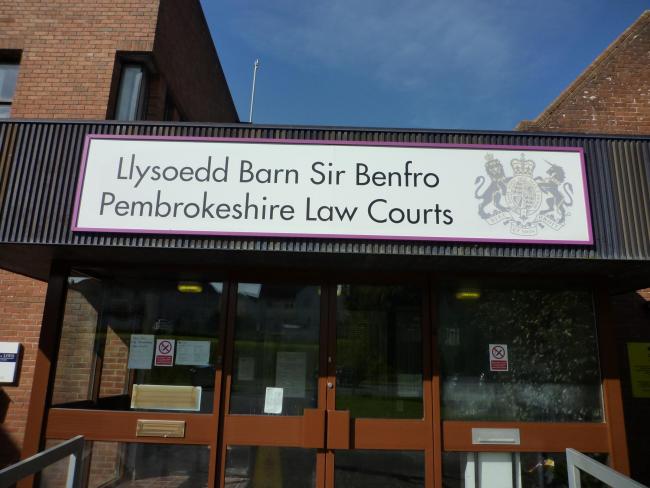 Llysoedd Barn Sir Benfro
Pembrokeshire Law Courts